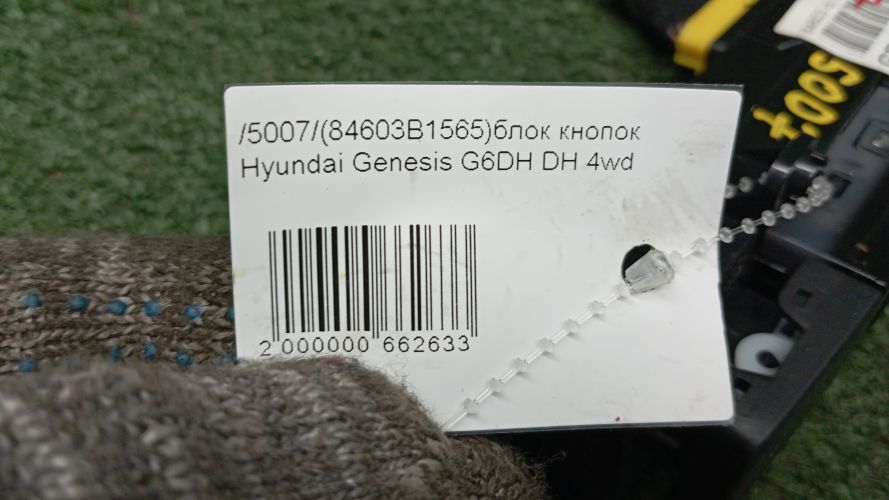 /5007/(84603B1565)блок кнопок
Hyundai Genesis G6DH DH 4wd
2 000000 662633